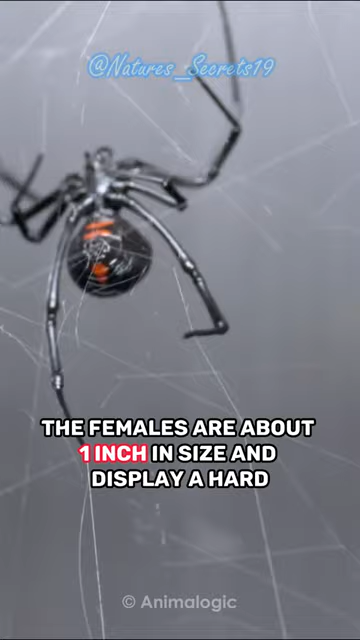 @Natures_Secrets19
THE FEMALES ARE ABOUT
1 INCH IN SIZE AND
DISPLAY A HARD
© Animalogic